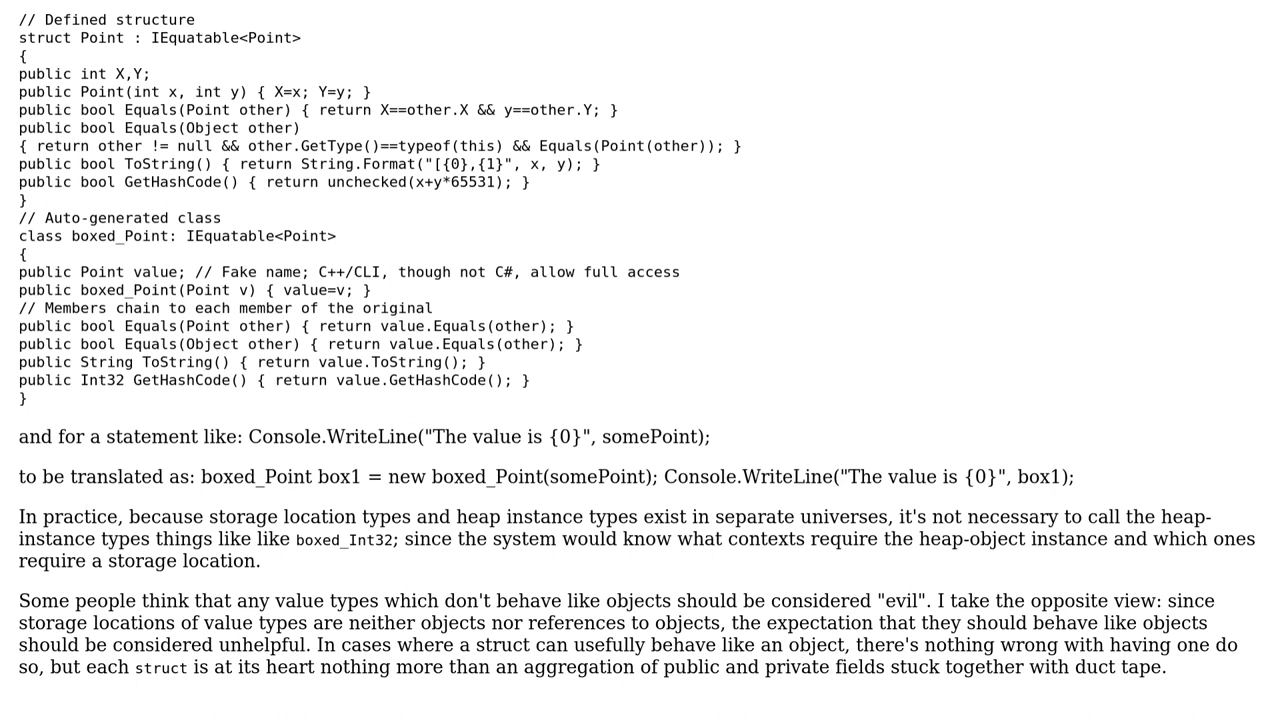 // Defined structure
struct Point : IEquatable<Point>
{
public int X,Y;
public Point(int x, int y) { X=x; Y=y; }
public bool Equals(Point other) { return X==other.X && y==other.Y; }
public bool Equals(Object other)
{ return other != null && other.GetType()==typeof(this) && Equals(Point(other)); }
public bool ToString() { return String.Format("[{0},{1}", x, y); }
public bool GetHashCode() { return unchecked(x+y*65531); }
}
// Auto-generated class
class boxed_Point: IEquatable<Point>
{
public Point value; // Fake name; C++/CLI, though not C#, allow full access
public boxed_Point(Point v) { value=v; }
// Members chain to each member of the original
public bool Equals(Point other) { return value.Equals(other); }
public bool Equals(Object other) { return value.Equals(other); }
public String ToString() { return value.ToString(); }
public Int32 GetHashCode() { return value.GetHashCode(); }
}
and for a statement like: Console.WriteLine("The value is {0}", somePoint);
to be translated as: boxed_Point box1 = new boxed_Point(somePoint); Console.WriteLine("The value is {0}", box1);
In practice, because storage location types and heap instance types exist in separate universes, it's not necessary to call the heap-
instance types things like like boxed_Int32; since the system would know what contexts require the heap-object instance and which ones
require a storage location.
Some people think that any value types which don't behave like objects should be considered "evil". I take the opposite view: since
storage locations of value types are neither objects nor references to objects, the expectation that they should behave like objects
should be considered unhelpful. In cases where a struct can usefully behave like an object, there's nothing wrong with having one do
so, but each struct is at its heart nothing more than an aggregation of public and private fields stuck together with duct tape.